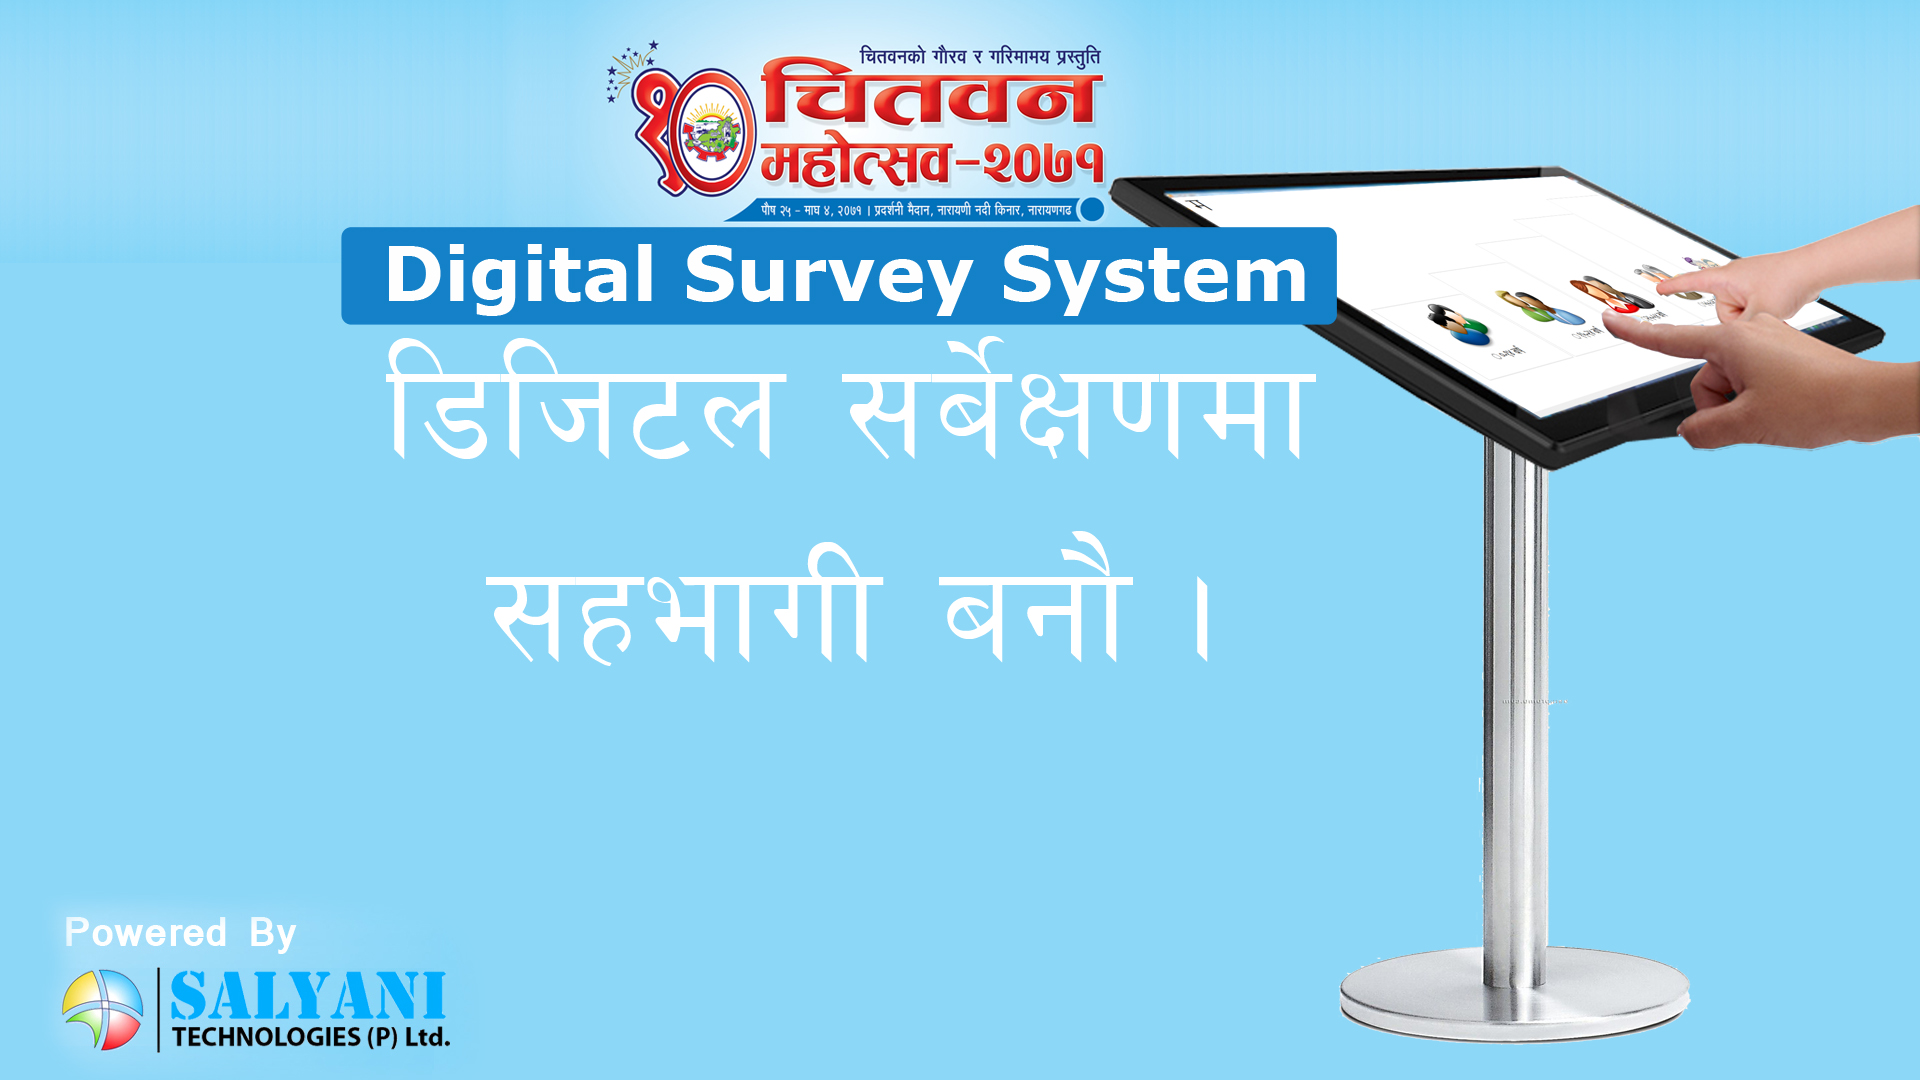 चितवनको गौरव र गरिमामय प्रस्तुति
१० चितवन
महोत्सव-२०७१
पौष २५ - माघ ४, २०७१ । प्रदर्शनी मैदान, नारायणी नदी किनार, नारायणगढ
Digital Survey System
डिजिटल सर्बेक्षणमा
सहभागी बनौ ।
Powered By
SALYANI
TECHNOLOGIES (P) Ltd.